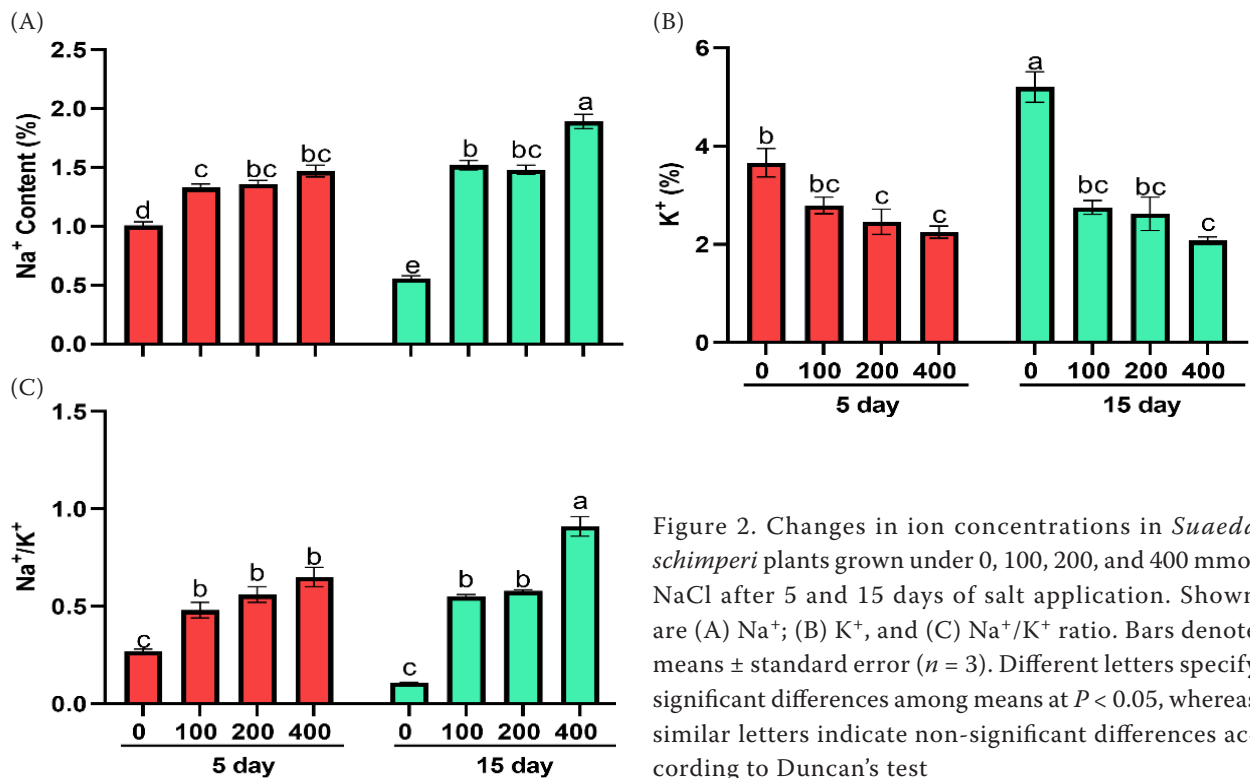 (A)
2.5
2.0
1.5
1.0
0.5
0.0
Na⁺ Content (%)
d
c
bc
bc
e
b
bc
a
(B)
6
4
2
0
K⁺ (%)
b
bc
c
c
a
bc
bc
c
0 100 200 400 0 100 200 400
5 day 15 day
(C)
1.5
1.0
0.5
0.0
Na⁺/K⁺
c
b
b
b
c
b
b
a
0 100 200 400 0 100 200 400
5 day 15 day
Figure 2. Changes in ion concentrations in Suaeda
schimperi plants grown under 0, 100, 200, and 400 mmo
NaCl after 5 and 15 days of salt application. Shown
are (A) Na⁺; (B) K⁺, and (C) Na⁺/K⁺ ratio. Bars denote
means ± standard error (n = 3). Different letters specify
significant differences among means at P < 0.05, whereas
similar letters indicate non-significant differences ac-
cording to Duncan's test